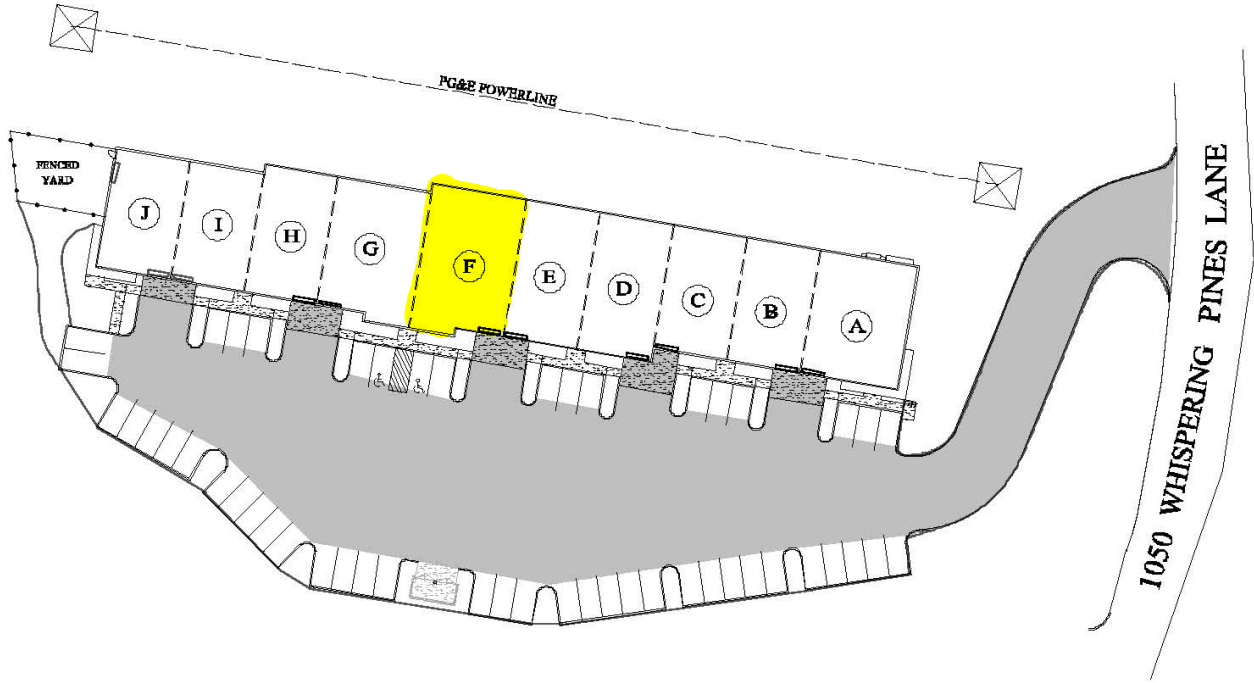 PG&E POWERLINE
FENCED
YARD
J
I
H
G
F
E
D
C
B
A
1050 WHISPERING PINES LANE